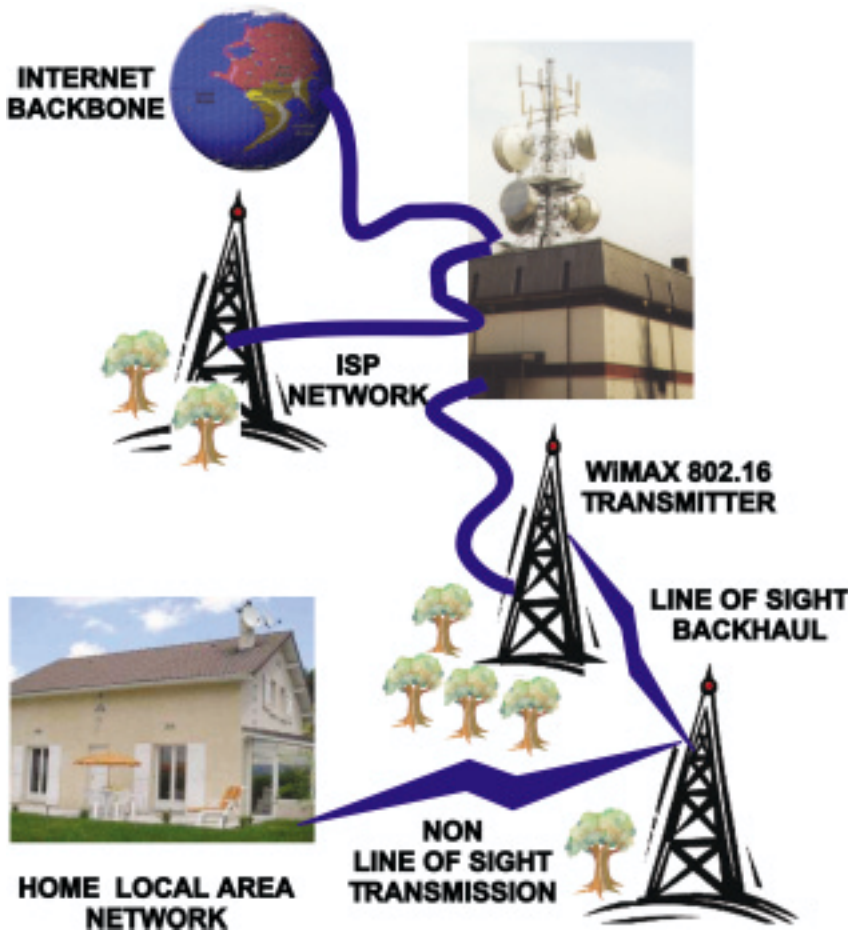 INTERNET
BACKBONE
ISP
NETWORK
WiMAX 802.16
TRANSMITTER
LINE OF SIGHT
BACKHAUL
NON
LINE OF SIGHT
TRANSMISSION
HOME LOCAL AREA
NETWORK